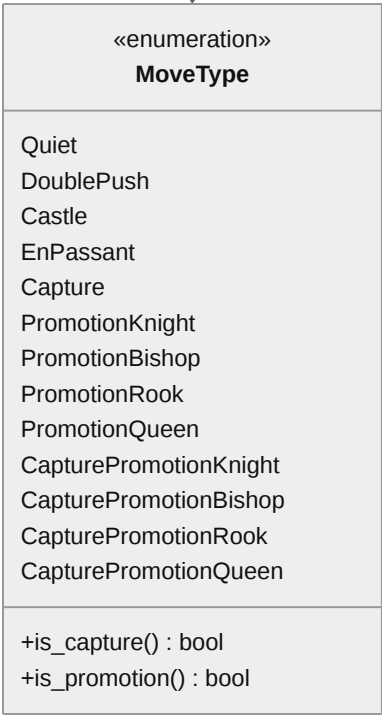 «enumeration»
MoveType
Quiet
DoublePush
Castle
EnPassant
Capture
PromotionKnight
PromotionBishop
PromotionRook
PromotionQueen
CapturePromotionKnight
CapturePromotionBishop
CapturePromotionRook
CapturePromotionQueen
+is_capture() : bool
+is_promotion() : bool